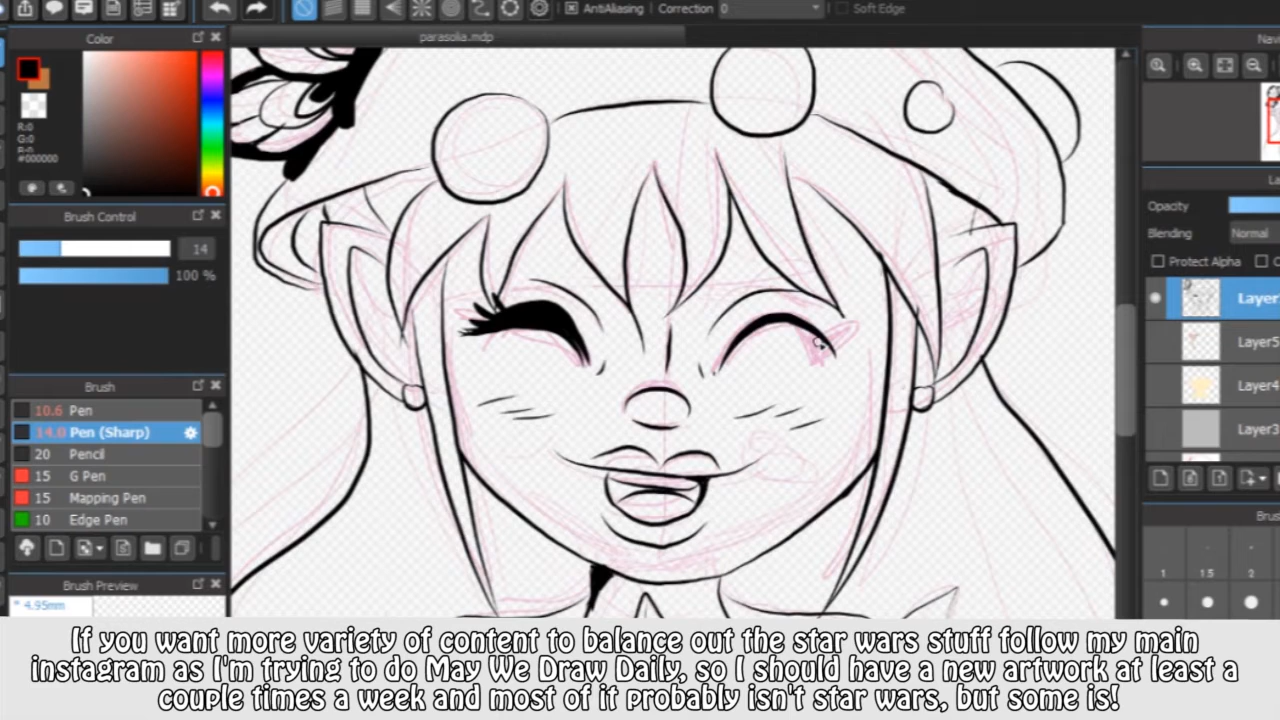 AntiAliasing Correction 0 Soft Edge
Color
parasolia.mdp
R:0
G:0
#000000
Brush Control
14
100 %
Brush
10.6 Pen
14.0 Pen (Sharp)
20 Pencil
15 G Pen
15 Mapping Pen
10 Edge Pen
Brush Preview
* 4.95mm
Opacity
Blending Normal
Protect Alpha
Layer
Layer5
Layer4
Layer3
1 1.5 2
If you want more variety of content to balance out the star wars stuff follow my main
instagram as I'm trying to do May We Draw Daily, so I should have a new artwork at least a
couple times a week and most of it probably isn't star wars, but some is!